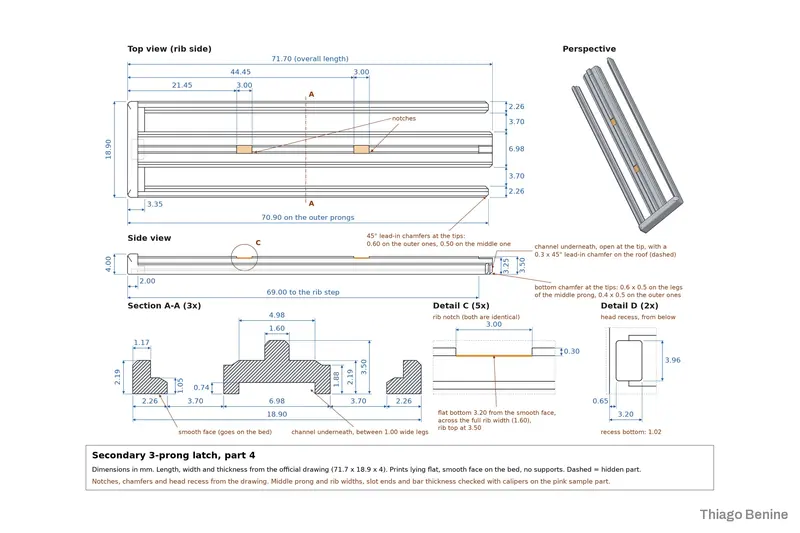 Top view (rib side)
Perspective
71.70 (overall length)
44.45
3.00
21.45
3.00
A
notches
2.26
3.70
6.98
3.70
2.26
18.90
3.35
A
70.90 on the outer prongs
45° lead-in chamfers at the tips:
0.60 on the outer ones, 0.50 on the middle one
Side view
C
channel underneath, open at the tip, with a
0.3 x 45° lead-in chamfer on the roof (dashed)
4.00
3.25
3.50
2.00
69.00 to the rib step
bottom chamfer at the tips: 0.6 x 0.5 on the legs
of the middle prong, 0.4 x 0.5 on the outer ones
Section A-A (3x)
4.98
1.60
1.17
2.19
1.05
0.74
1.88
2.19
3.50
2.26
3.70
6.98
3.70
2.26
18.90
smooth face (goes on the bed)
channel underneath, between 1.00 wide legs
Detail C (5x)
rib notch (both are identical)
3.00
0.30
flat bottom 3.20 from the smooth face,
across the full rib width (1.60),
rib top at 3.50
Detail D (2x)
head recess, from below
3.96
0.65
3.20
recess bottom: 1.02
Secondary 3-prong latch, part 4
Dimensions in mm. Length, width and thickness from the official drawing (71.7 x 18.9 x 4). Prints lying flat, smooth face on the bed, no supports. Dashed = hidden part.
Notches, chamfers and head recess from the drawing. Middle prong and rib widths, slot ends and bar thickness checked with calipers on the pink sample part.
Thiago Benine